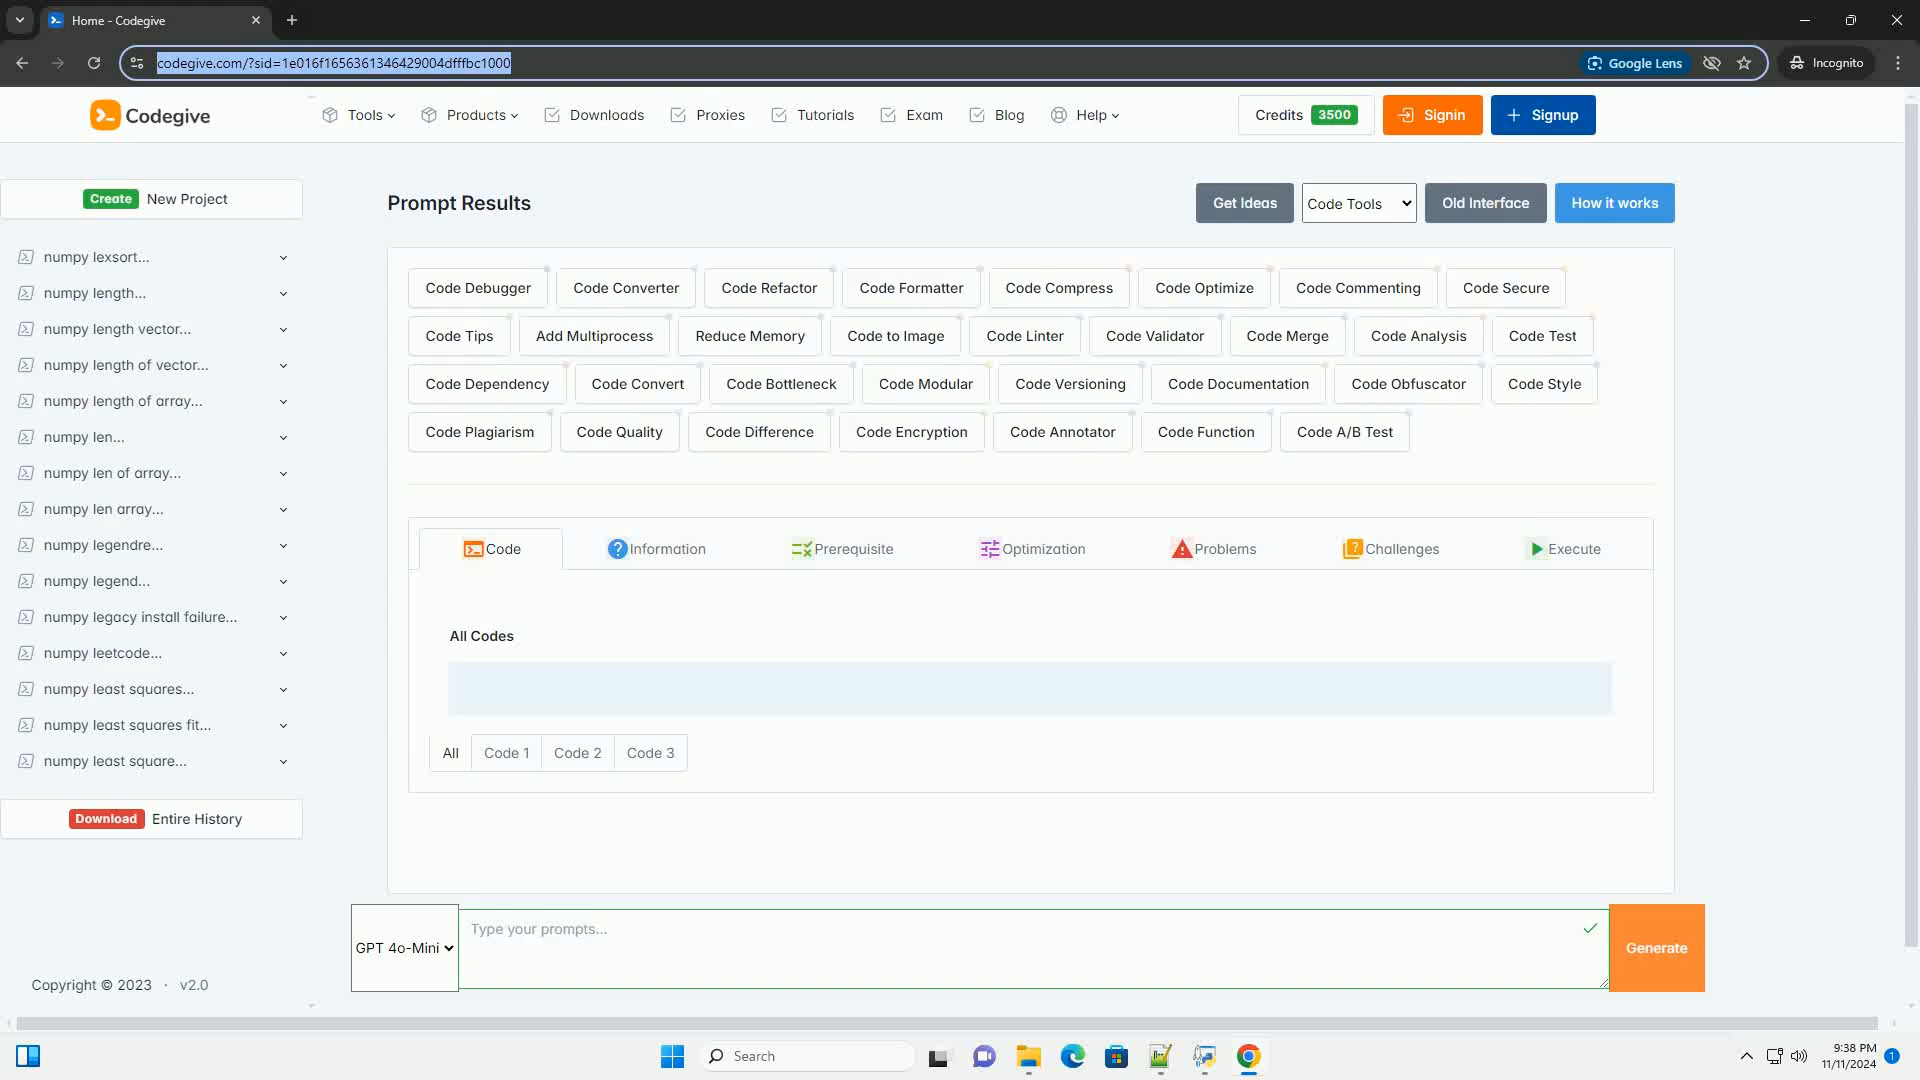 Home - Codegive
codegive.com/?sid=1e016f1656361346429004dfffbc1000
Google Lens
Incognito
Codegive
Tools
Products
Downloads
Proxies
Tutorials
Exam
Blog
Help
Credits 3500
Signin
Signup
Create New Project
numpy lexsort...
numpy length...
numpy length vector...
numpy length of vector...
numpy length of array...
numpy len...
numpy len of array...
numpy len array...
numpy legendre...
numpy legend...
numpy legacy install failure...
numpy leetcode...
numpy least squares...
numpy least squares fit...
numpy least square...
Download Entire History
Copyright © 2023 · v2.0
Prompt Results
Get Ideas
Code Tools
Old Interface
How it works
Code Debugger
Code Converter
Code Refactor
Code Formatter
Code Compress
Code Optimize
Code Commenting
Code Secure
Code Tips
Add Multiprocess
Reduce Memory
Code to Image
Code Linter
Code Validator
Code Merge
Code Analysis
Code Test
Code Dependency
Code Convert
Code Bottleneck
Code Modular
Code Versioning
Code Documentation
Code Obfuscator
Code Style
Code Plagiarism
Code Quality
Code Difference
Code Encryption
Code Annotator
Code Function
Code A/B Test
Code
Information
Prerequisite
Optimization
Problems
Challenges
Execute
All Codes
All
Code 1
Code 2
Code 3
GPT 4o-Mini
Type your prompts...
Generate
Search
9:38 PM
11/11/2024
1